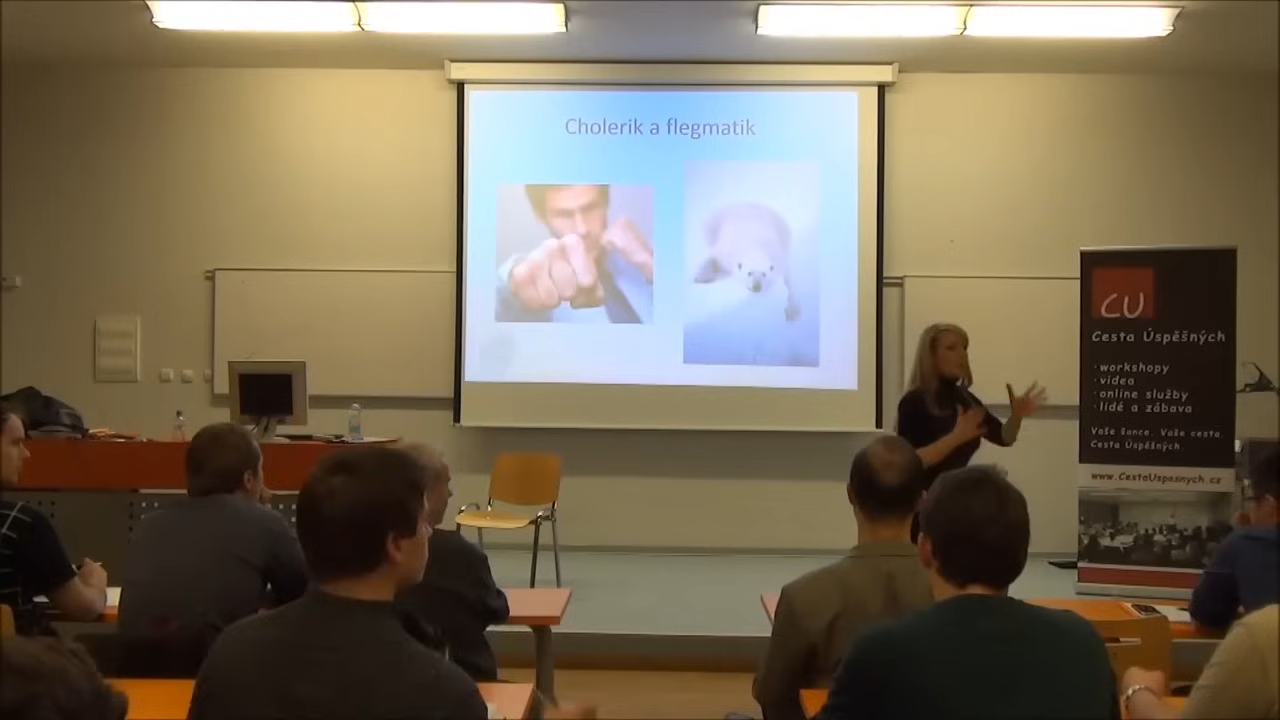 Cholerik a flegmatik
CU
Cesta Úspěšných
· workshopy
· videa
· online služby
· lidé a zábava
Vaše šance. Vaše cesta.
Cesta Úspěšných.
www.CestaUspesnych.cz